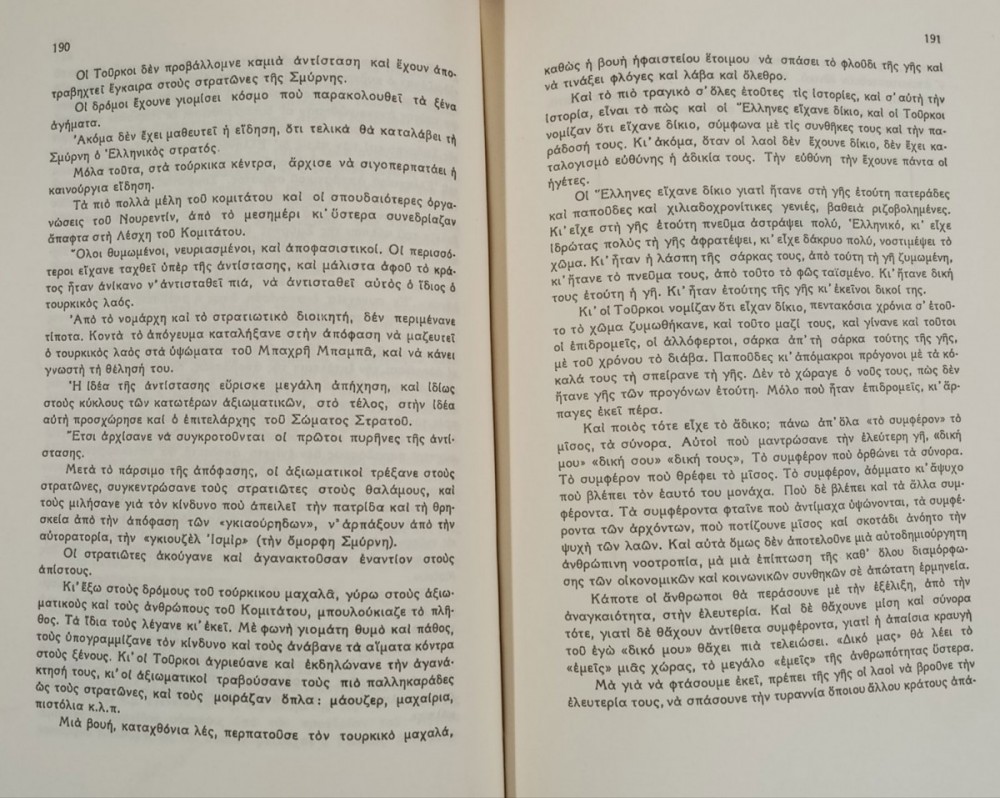 190
Οἱ Τοῦρκοι δὲν προβάλλομνε καμιὰ ἀντίσταση καὶ ἔχουν ἀπο-
τραβηχτεῖ ἔγκαιρα στοὺς στρατῶνες τῆς Σμύρνης.
Οἱ δρόμοι ἔχουνε γιομίσει κόσμο ποὺ παρακολουθεῖ τὰ ξένα
ἀγήματα.
Ἀκόμα δὲν ἔχει μαθευτεῖ ἡ εἴδηση, ὅτι τελικὰ θὰ καταλάβει τὴ
Σμύρνη ὁ Ἑλληνικὸς στρατός.
Μόλα τοῦτα, στὰ τούρκικα κέντρα, ἄρχισε νὰ σιγοπερπατάει ἡ
καινούργια εἴδηση.
Τὰ πιὸ πολλὰ μέλη τοῦ κομιτάτου καὶ οἱ σπουδαιότερες ὀργα-
νώσεις τοῦ Νουρεντίν, ἀπὸ τὸ μεσημέρι κι' ὕστερα συνεδρίαζαν
ἄπαφτα στὴ Λέσχη τοῦ Κομιτάτου.
Ὅλοι θυμωμένοι, νευριασμένοι, καὶ ἀποφασιστικοί. Οἱ περισσό-
τεροι εἴχανε ταχθεῖ ὑπὲρ τῆς ἀντίστασης, καὶ μάλιστα ἀφοῦ τὸ κρά-
τος ἤταν ἀνίκανο ν' ἀντισταθεῖ πιά, νὰ ἀντισταθεῖ αὐτὸς ὁ ἴδιος ὁ
τουρκικὸς λαός.
Ἀπὸ τὸ νομάρχη καὶ τὸ στρατιωτικὸ διοικητή, δέν περιμένανε
τίποτα. Κοντὰ τὸ ἀπόγευμα καταλήξανε στὴν ἀπόφαση νὰ μαζευτεῖ
ὁ τουρκικὸς λαὸς στὰ ὑψώματα τοῦ Μπαχρῆ Μπαμπᾶ, καὶ νὰ κάνει
γνωστή τὴ θέλησή του.
Ἡ ἰδέα τῆς ἀντίστασης εὕρισκε μεγάλη ἀπήχηση, καὶ ἰδίως
στοὺς κύκλους τῶν κατωτέρων ἀξιωματικῶν, στὸ τέλος, στὴν ἰδέα
αὐτὴ προσχώρησε καὶ ὁ ἐπιτελάρχης τοῦ Σώματος Στρατοῦ.
Ἔτσι ἀρχίσανε νὰ συγκροτοῦνται οἱ πρῶτοι πυρῆνες τῆς ἀντί-
στασης.
Μετὰ τὸ πάρσιμο τῆς ἀπόφασης, οἱ ἀξιωματικοὶ τρέξανε στοὺς
στρατῶνες, συγκεντρώσανε τοὺς στρατιῶτες στοὺς θαλάμους, καὶ
τοὺς μιλήσανε γιὰ τὸν κίνδυνο ποὺ ἀπειλεῖ τὴν πατρίδα καὶ τὴ θρη-
σκεία ἀπὸ τὴν ἀπόφαση τῶν «γκιαούρηδων», ν' ἁρπάξουν ἀπὸ τὴν
αὐτορατορία, τὴν «γκιουζὲλ Ἰσμὶρ» (τὴν ὄμορφη Σμύρνη).
Οἱ στρατιῶτες ἀκούγανε καὶ ἀγανακτοῦσαν ἐναντίον στοὺς
ἀπίστους.
Κι' ἔξω στοὺς δρόμους τοῦ τούρκικου μαχαλᾶ, γύρω στοὺς ἀξιω-
ματικοὺς καὶ τοὺς ἀνθρώπους τοῦ Κομιτάτου, μπουλούκιαζε τὸ πλῆ-
θος. Τὰ ἴδια τοὺς λέγανε κι' ἐκεῖ. Μὲ φωνὴ γιομάτη θυμὸ καὶ πάθος,
τοὺς ὑπογραμμίζανε τὸν κίνδυνο καὶ τοὺς ἀνάβανε τὰ αἵματα κόντρα
στοὺς ξένους. Κι' οἱ Τοῦρκοι ἀγριεύανε καὶ ἐκδηλώνανε τὴν ἀγανά-
κτησή τους, κι' οἱ ἀξιωματικοὶ τραβούσανε τοὺς πιὸ παλληκαράδες
ὡς τοὺς στρατῶνες, καὶ τοὺς μοιράζαν ὅπλα: μάουζερ, μαχαίρια,
πιστόλια κ.λ.π.
Μιὰ βουή, καταχθόνια λές, περπατοῦσε τὸν τουρκικὸ μαχαλά,
191
καθὼς ἡ βουὴ ἡφαιστείου ἕτοιμου νὰ σπάσει τὸ φλοῦδι τῆς γῆς καὶ
νὰ τινάξει φλόγες καὶ λάβα καὶ ὄλεθρο.
Καὶ τὸ πιὸ τραγικὸ σ' ὅλες ἐτοῦτες τὶς ἱστορίες, καὶ σ' αὐτὴ τὴν
ἱστορία, εἶναι τὸ πὼς καὶ οἱ Ἕλληνες εἴχανε δίκιο, καὶ οἱ Τοῦρκοι
νομίζαν ὅτι εἴχανε δίκιο, σύμφωνα μὲ τὶς συνθῆκες τους καὶ τὴν πα-
ράδοσή τους. Κι' ἀκόμα, ὅταν οἱ λαοὶ δὲν ἔχουνε δίκιο, δὲν ἔχει κα-
ταλογισμὸ εὐθύνης ἡ ἀδικία τους. Τὴν εὐθύνη τὴν ἔχουνε πάντα οἱ
ἡγέτες.
Οἱ Ἕλληνες εἴχανε δίκιο γιατὶ ἤτανε στὴ γῆ ἐτούτη πατεράδες
καὶ παποῦδες καὶ χιλιαδοχρονίτικες γενιές, βαθειὰ ριζοβολημένες.
Κι' εἶχε στὴ γῆς ἐτούτη πνεῦμα ἀστράψει πολύ, Ἑλληνικό, κι' εἶχε
ἱδρώτας πολὺς τὴ γῆς ἀφρατέψει, κι' εἶχε δάκρυο πολύ, νοστιμέψει τὸ
χῶμα. Κι' ἤταν ἡ λάσπη τῆς σάρκας τους, ἀπὸ τούτη τὴ γῆ ζυμωμένη,
κι' ἤτανε τὸ πνεῦμα τους, ἀπὸ τοῦτο τὸ φῶς ταϊσμένο. Κι' ἤτανε δική
τους ἐτούτη ἡ γῆ. Κι' ἤταν ἐτούτης τῆς γῆς κι' ἐκεῖνοι δικοί της.
Κι' οἱ Τοῦρκοι νομίζαν ὅτι εἶχαν δίκιο, πεντακόσια χρόνια σ' ἐτοῦ-
το τὸ χῶμα ζυμωθήκανε, καὶ τοῦτο μαζί τους, καὶ γίνανε καὶ τοῦτοι
οἱ ἐπιδρομεῖς, οἱ ἀλλόφερτοι, σάρκα ἀπ' τὴ σάρκα τούτης τῆς γῆς,
μὲ τοῦ χρόνου τὸ διάβα. Παποῦδες κι' ἀπόμακροι πρόγονοι μὲ τὰ κό-
καλά τους τὴ σπείρανε τὴ γῆς. Δὲν τὸ χώραγε ὁ νοῦς τους, πὼς δὲν
ἤτανε γῆς τῶν προγόνων ἐτούτη. Μόλο ποὺ ἤταν ἐπιδρομεῖς, κι' ἅρ-
παγες ἐκεῖ πέρα.
Καὶ ποιὸς τότε εἶχε τὸ ἄδικο; πάνω ἀπ' ὅλα «τὸ συμφέρον» τὸ
μῖσος, τὰ σύνορα. Αὐτοὶ ποὺ μαντρώσανε τὴν ἐλεύτερη γῆ, «δική
μου» «δική σου» «δική τους», Τὸ συμφέρον ποὺ ὀρθώνει τὰ σύνορα.
Τὸ συμφέρον ποὺ θρέφει τὸ μῖσος. Τὸ συμφέρον, ἀόμματο κι' ἄψυχο
ποὺ βλέπει τὸν ἑαυτό του μονάχα. Ποὺ δὲ βλέπει καὶ τὰ ἄλλα συμ-
φέροντα. Τὰ συμφέροντα φταῖνε ποὺ ἀντίμαχα ὑψώνονται, τὰ συμφέ-
ροντα τῶν ἀρχόντων, ποὺ ποτίζουνε μῖσος καὶ σκοτάδι ἀνόητο τὴν
ψυχὴ τῶν λαῶν. Καὶ αὐτὰ ὅμως δὲν ἀποτελοῦνε μιὰ αὐτοδημιούργητη
ἀνθρώπινη νοοτροπία, μὰ μιὰ ἐπίπτωση τῆς καθ' ὅλου διαμόρφω-
σης τῶν οἰκονομικῶν καὶ κοινωνικῶν συνθηκῶν σὲ ἀπώτατη ἑρμηνεία.
Κάποτε οἱ ἄνθρωποι θὰ περάσουνε μὲ τὴν ἐξέλιξη, ἀπὸ τὴν
ἀναγκαιότητα, στὴν ἐλευτερία. Καὶ δὲ θἄχουν μίση καὶ σύνορα
τότε, γιατὶ δὲ θἄχουν ἀντίθετα συμφέροντα, γιατὶ ἡ ἀπαίσια κραυγή
τοῦ ἐγώ «δικό μου» θἄχει πιὰ τελειώσει. «Δικό μας» θὰ λέει τὸ
«ἐμεῖς» μιᾶς χώρας, τὸ μεγάλο «ἐμεῖς» τῆς ἀνθρωπότητας ὕστερα.
Μὰ γιὰ νὰ φτάσουμε ἐκεῖ, πρέπει τῆς γῆς οἱ λαοὶ νὰ βροῦνε τὴν
ἐλευτερία τους, νὰ σπάσουνε τὴν τυραννία ὅποιου ἄλλου κράτους ἀπά-